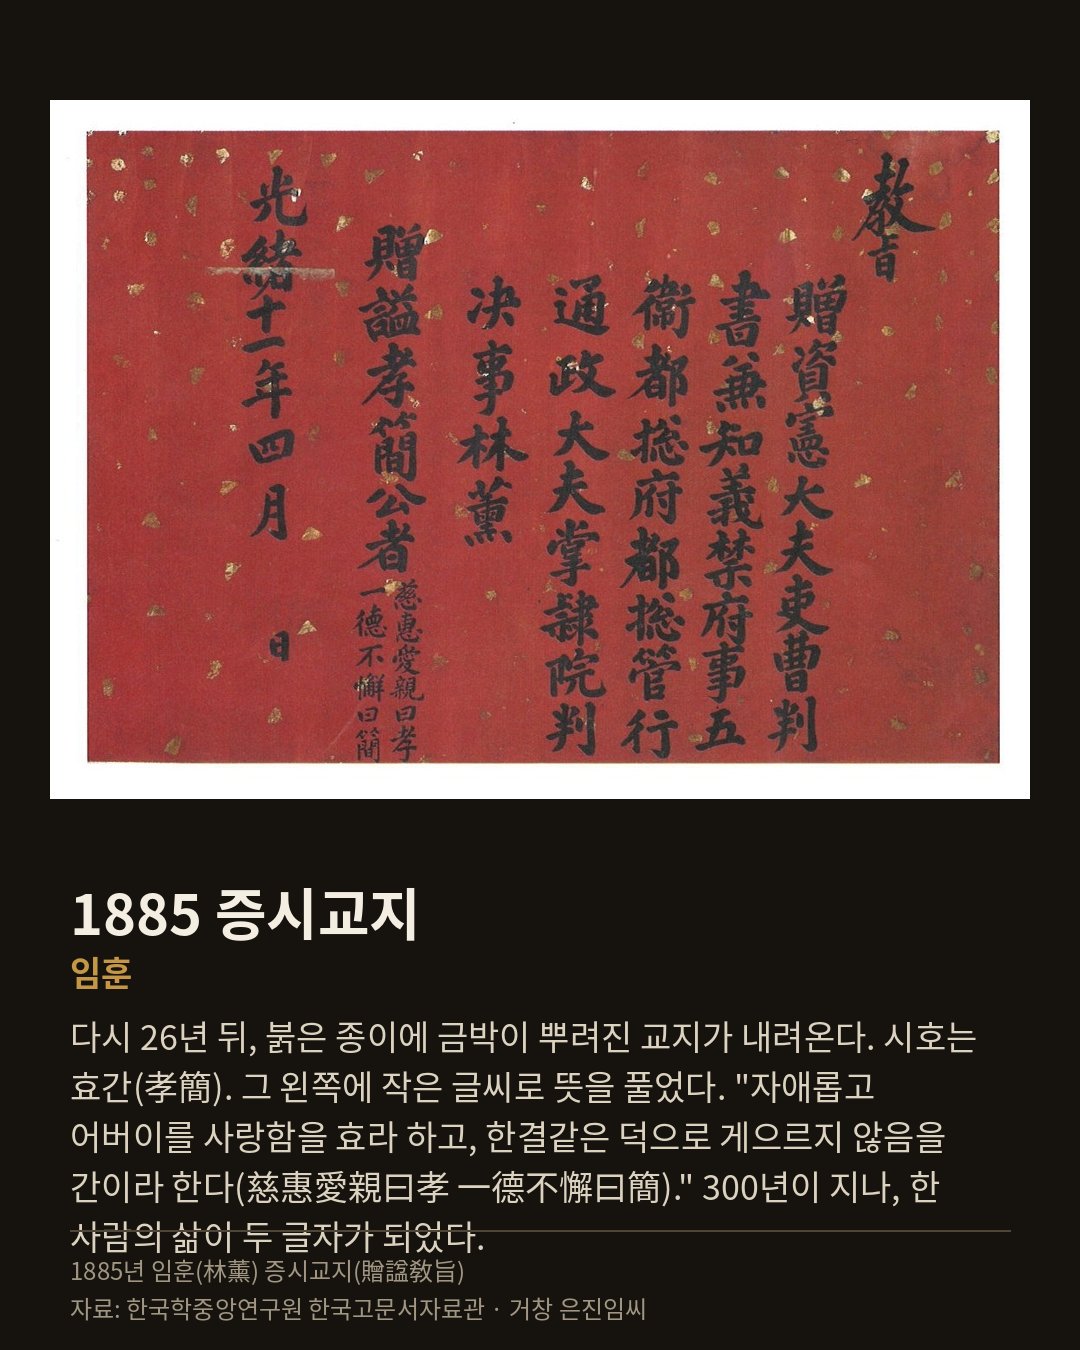 敎旨
贈資憲大夫吏曹判
書兼知義禁府事五
衞都捴府都捴管行
通政大夫掌隷院判
决事林薰
贈諡孝簡公者
慈惠愛親曰孝
一德不懈曰簡
光緖十一年四月
日
1885 증시교지
임훈
다시 26년 뒤, 붉은 종이에 금박이 뿌려진 교지가 내려온다. 시호는
효간(孝簡). 그 왼쪽에 작은 글씨로 뜻을 풀었다. "자애롭고
어버이를 사랑함을 효라 하고, 한결같은 덕으로 게으르지 않음을
간이라 한다(慈惠愛親曰孝 一德不懈曰簡)." 300년이 지나, 한
사람의 삶이 두 글자가 되었다.
1885년 임훈(林薰) 증시교지(贈諡敎旨)
자료: 한국학중앙연구원 한국고문서자료관 · 거창 은진임씨